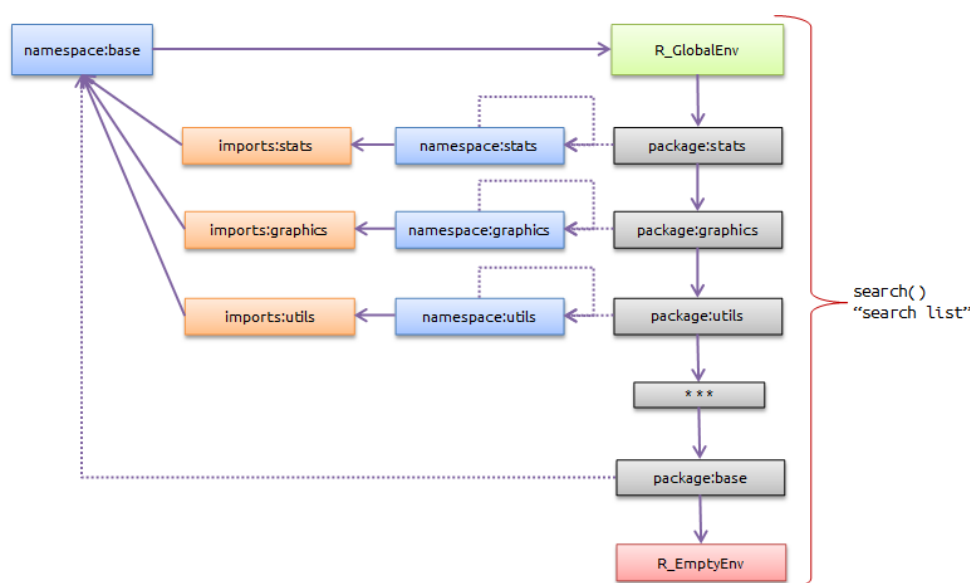 namespace:base
R_GlobalEnv
imports:stats
namespace:stats
package:stats
imports:graphics
namespace:graphics
package:graphics
imports:utils
namespace:utils
package:utils
search()
“search list”
***
package:base
R_EmptyEnv